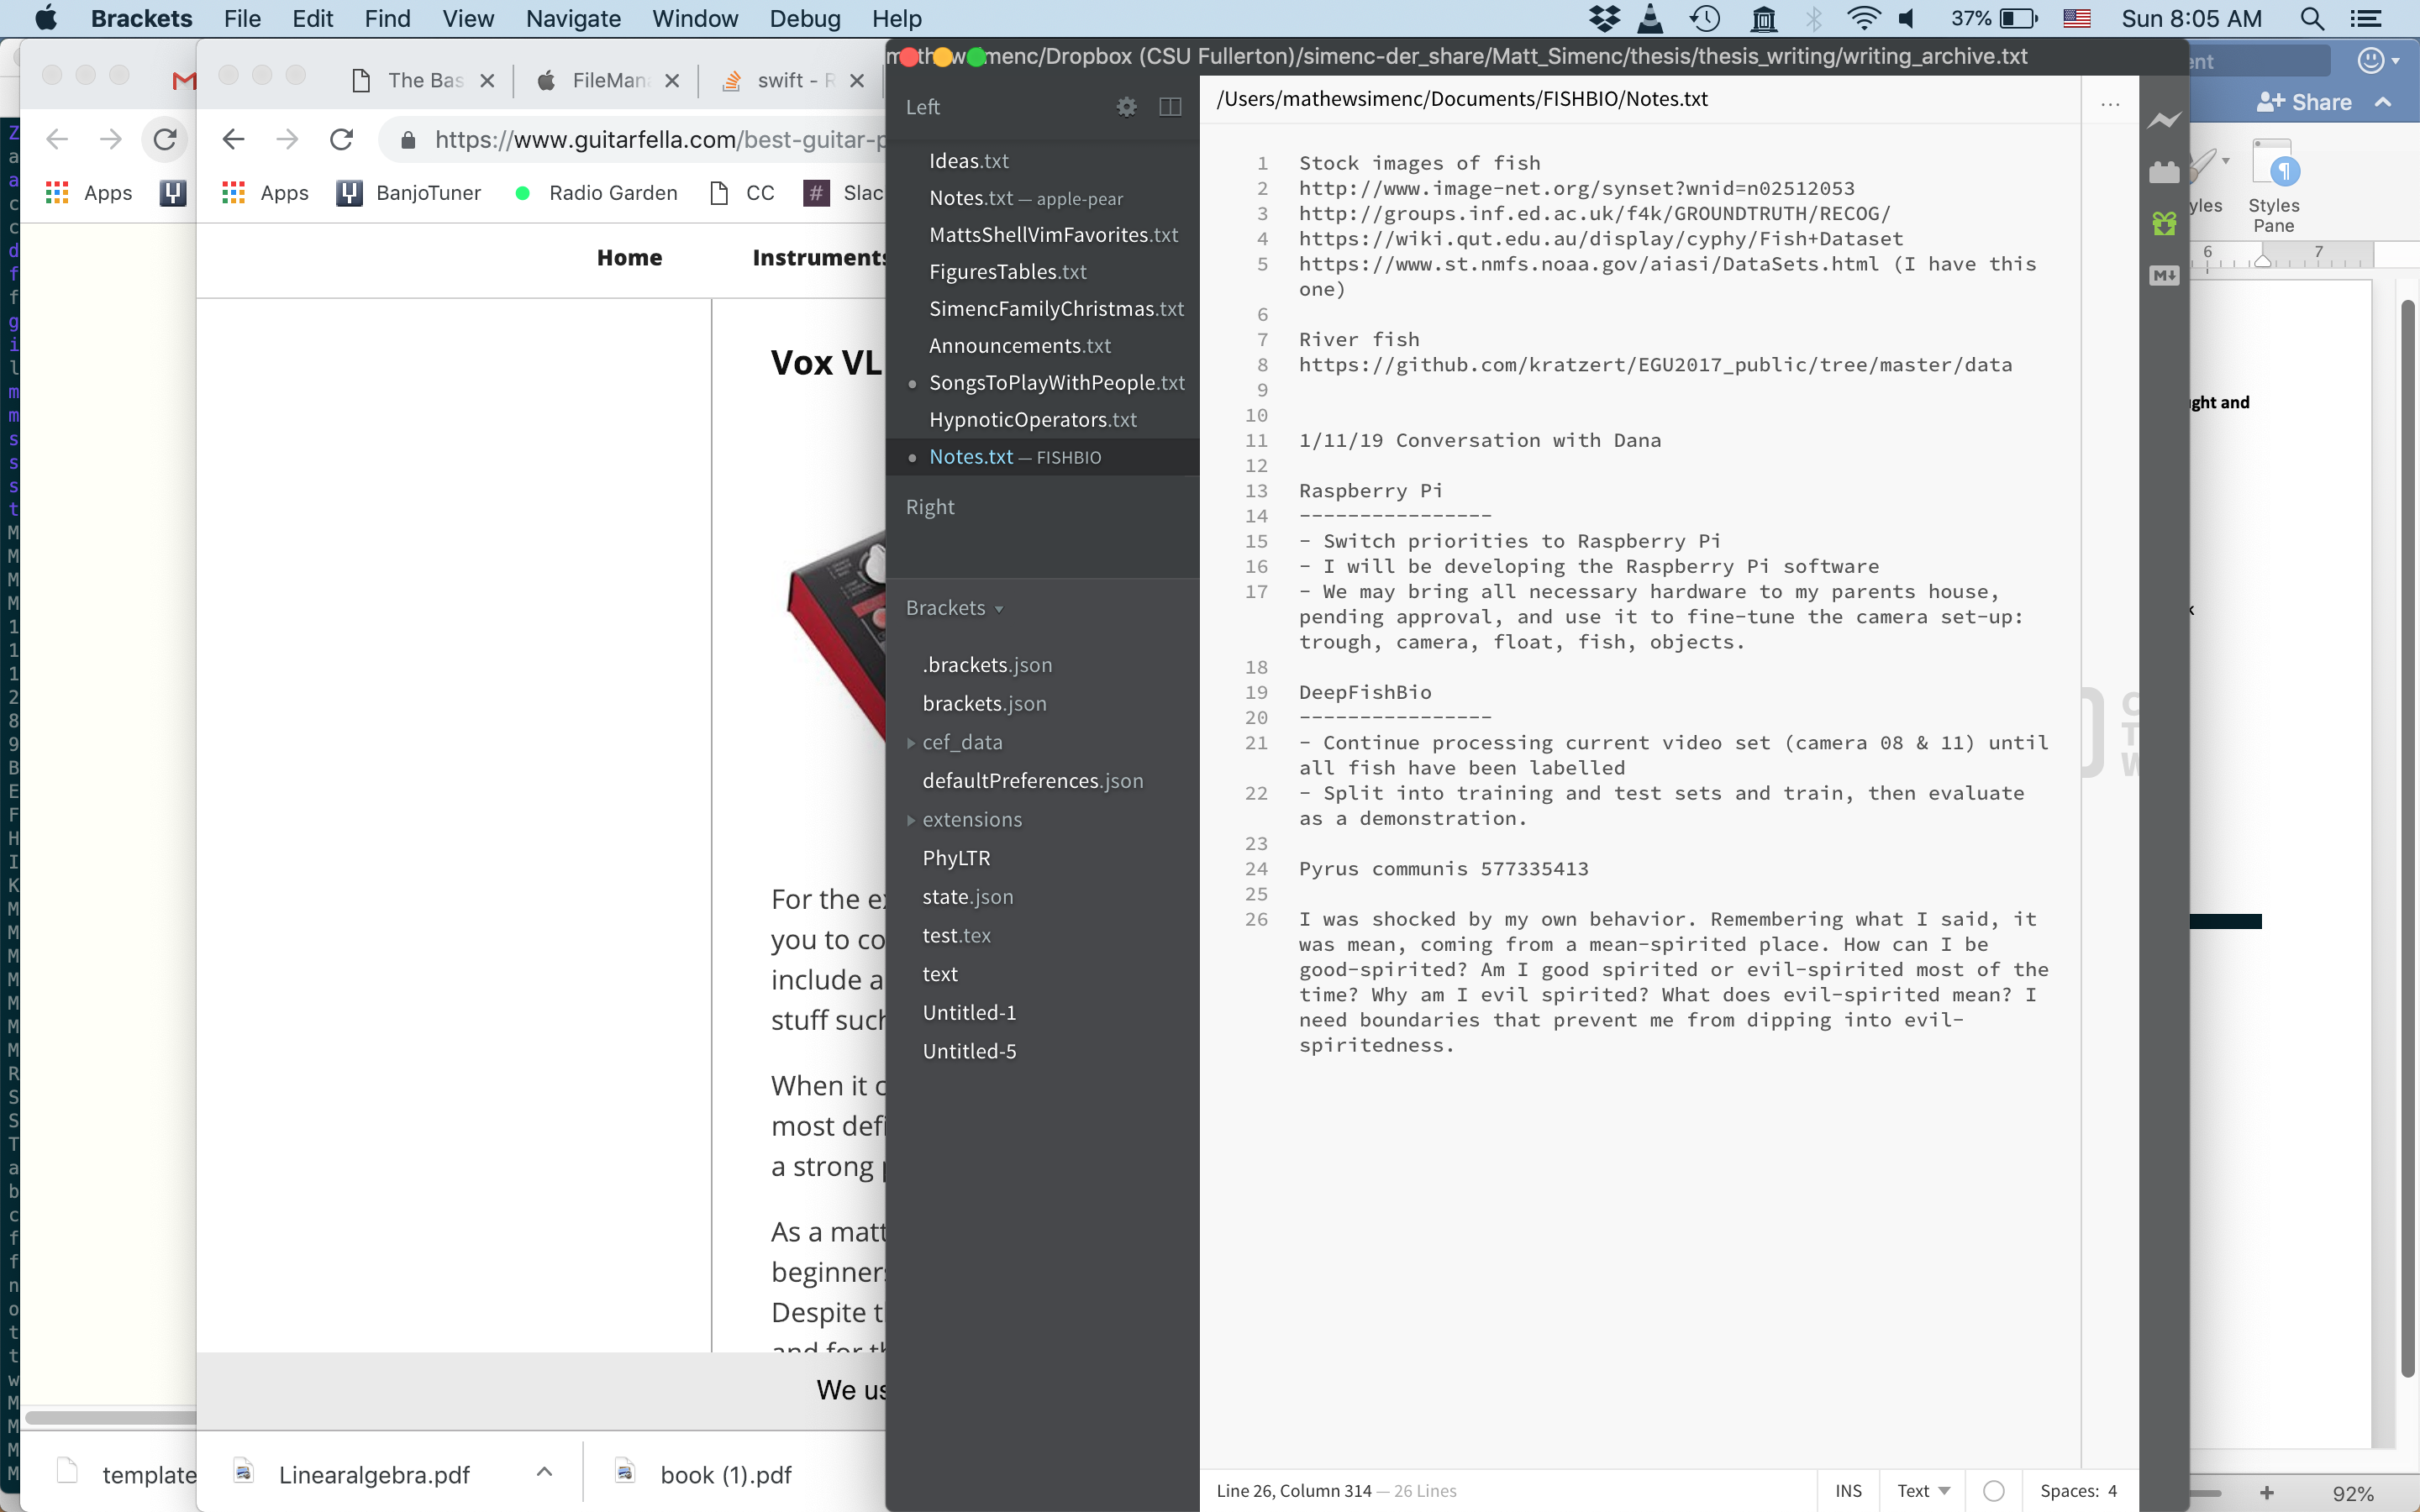 Brackets File Edit Find View Navigate Window Debug Help 37% Sun 8:05 AM
The Bas
FileMan
swift - R
https://www.guitarfella.com/best-guitar-p
Apps
Apps BanjoTuner Radio Garden CC Slac
Home Instruments
Vox VL
For the e
you to co
include a
stuff such
When it c
most defi
a strong
As a matt
beginners
Despite t
and for th
We us
template
Linearalgebra.pdf
book (1).pdf
menc/Dropbox (CSU Fullerton)/simenc-der_share/Matt_Simenc/thesis/thesis_writing/writing_archive.txt
Left
Ideas.txt
Notes.txt — apple-pear
MattsShellVimFavorites.txt
FiguresTables.txt
SimencFamilyChristmas.txt
Announcements.txt
SongsToPlayWithPeople.txt
HypnoticOperators.txt
Notes.txt — FISHBIO
Right
Brackets
.brackets.json
brackets.json
cef_data
defaultPreferences.json
extensions
PhyLTR
state.json
test.tex
text
Untitled-1
Untitled-5
/Users/mathewsimenc/Documents/FISHBIO/Notes.txt
...
1 Stock images of fish
2 http://www.image-net.org/synset?wnid=n02512053
3 http://groups.inf.ed.ac.uk/f4k/GROUNDTRUTH/RECOG/
4 https://wiki.qut.edu.au/display/cyphy/Fish+Dataset
5 https://www.st.nmfs.noaa.gov/aiasi/DataSets.html (I have this
one)
6
7 River fish
8 https://github.com/kratzert/EGU2017_public/tree/master/data
9
10
11 1/11/19 Conversation with Dana
12
13 Raspberry Pi
14 ----------------
15 - Switch priorities to Raspberry Pi
16 - I will be developing the Raspberry Pi software
17 - We may bring all necessary hardware to my parents house,
pending approval, and use it to fine-tune the camera set-up:
trough, camera, float, fish, objects.
18
19 DeepFishBio
20 ----------------
21 - Continue processing current video set (camera 08 & 11) until
all fish have been labelled
22 - Split into training and test sets and train, then evaluate
as a demonstration.
23
24 Pyrus communis 577335413
25
26 I was shocked by my own behavior. Remembering what I said, it
was mean, coming from a mean-spirited place. How can I be
good-spirited? Am I good spirited or evil-spirited most of the
time? Why am I evil spirited? What does evil-spirited mean? I
need boundaries that prevent me from dipping into evil-
spiritedness.
Line 26, Column 314 — 26 Lines
INS Text Spaces: 4
Share
Styles
Pane
6 7
ght and
92%